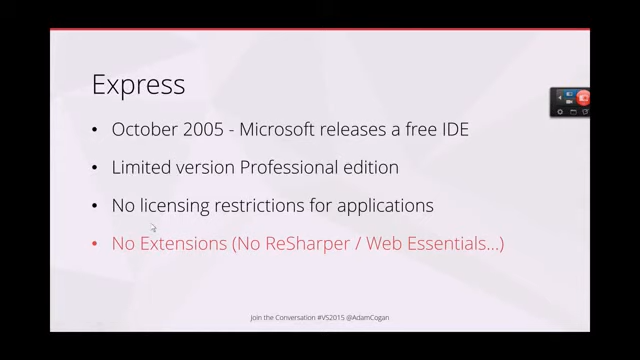 Express
• October 2005 - Microsoft releases a free IDE
• Limited version Professional edition
• No licensing restrictions for applications
• No Extensions (No ReSharper / Web Essentials...)
Join the Conversation #VS2015 @AdamCogan